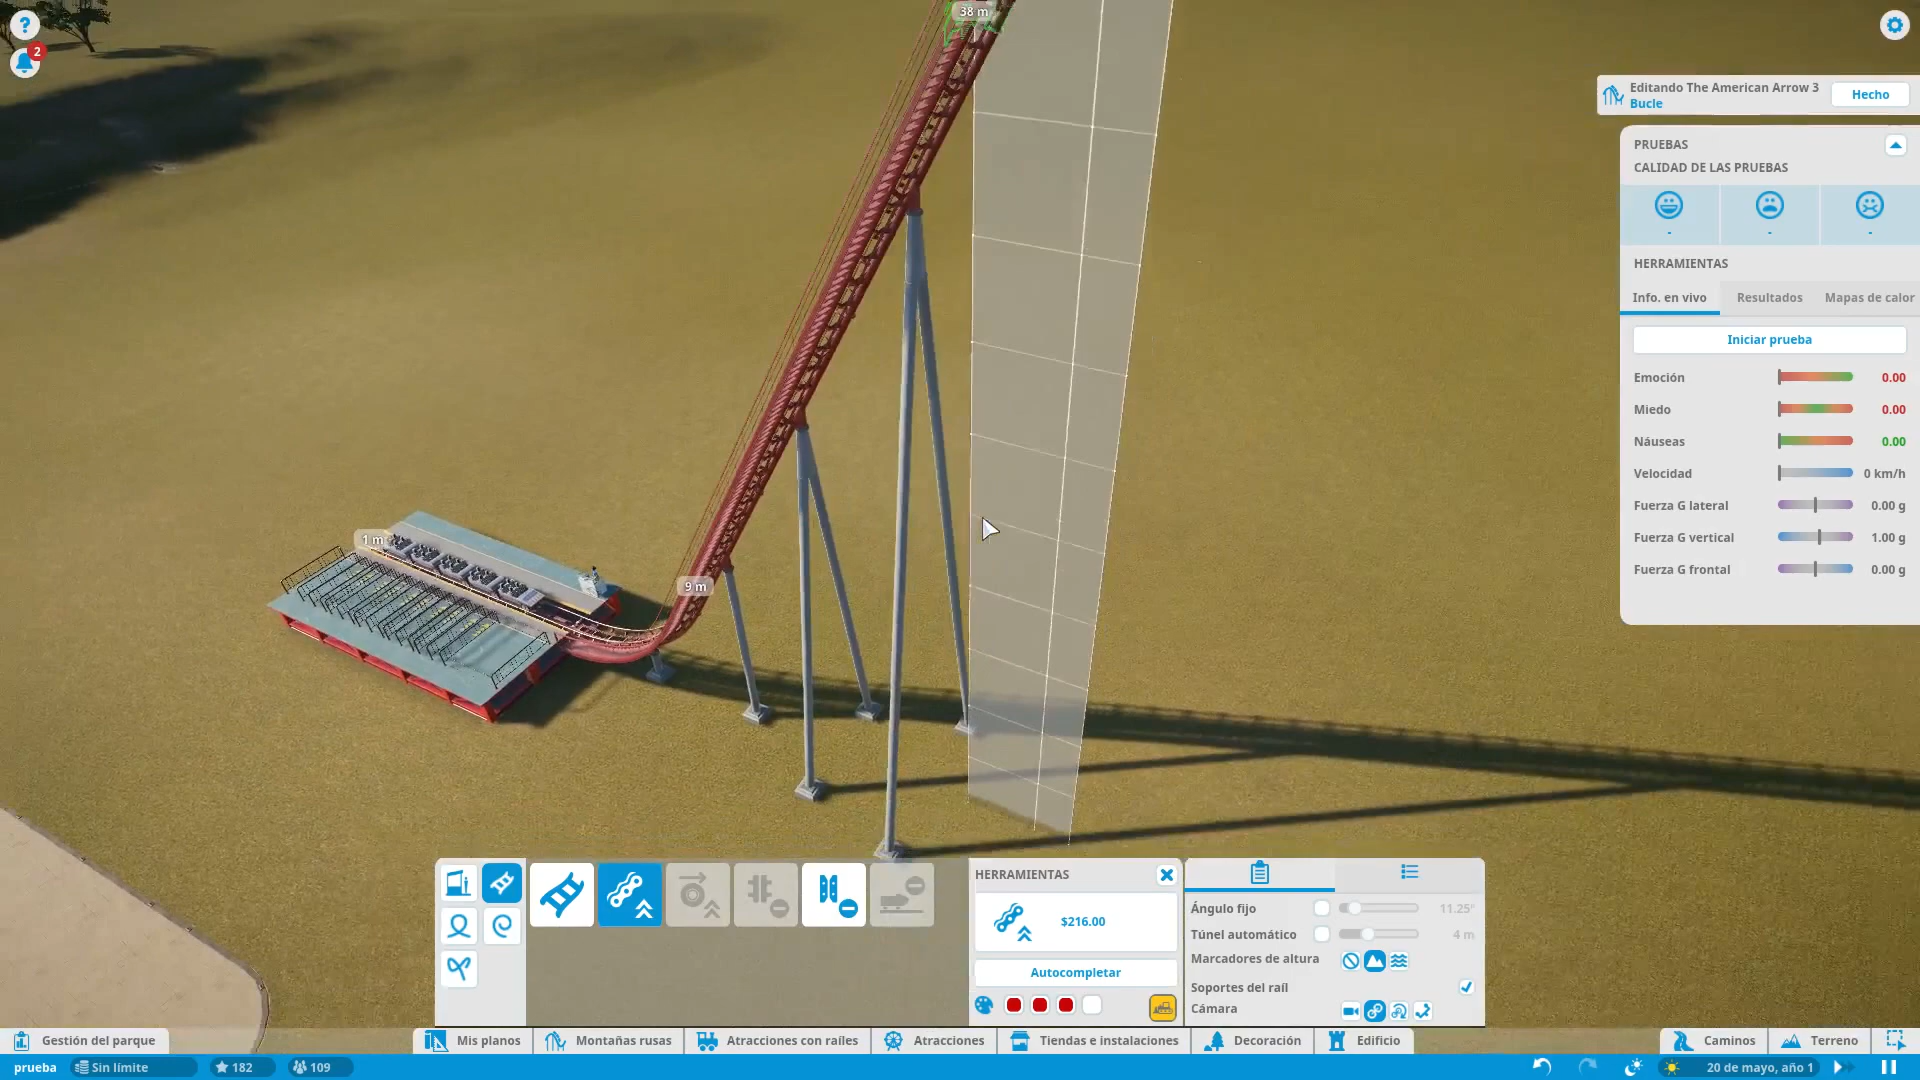 38 m
?
2
Editando The American Arrow 3
Bucle
Hecho
PRUEBAS
CALIDAD DE LAS PRUEBAS
- - -
HERRAMIENTAS
Info. en vivo Resultados Mapas de calor
Iniciar prueba
Emoción 0.00
Miedo 0.00
Náuseas 0.00
Velocidad 0 km/h
Fuerza G lateral 0.00 g
Fuerza G vertical 1.00 g
Fuerza G frontal 0.00 g
1 m
9 m
HERRAMIENTAS
$216.00
Autocompletar
Ángulo fijo 11.25°
Túnel automático 4 m
Marcadores de altura
Soportes del raíl
Cámara
Gestión del parque
Mis planos
Montañas rusas
Atracciones con raíles
Atracciones
Tiendas e instalaciones
Decoración
Edificio
Caminos
Terreno
prueba
Sin límite
182
109
20 de mayo, año 1